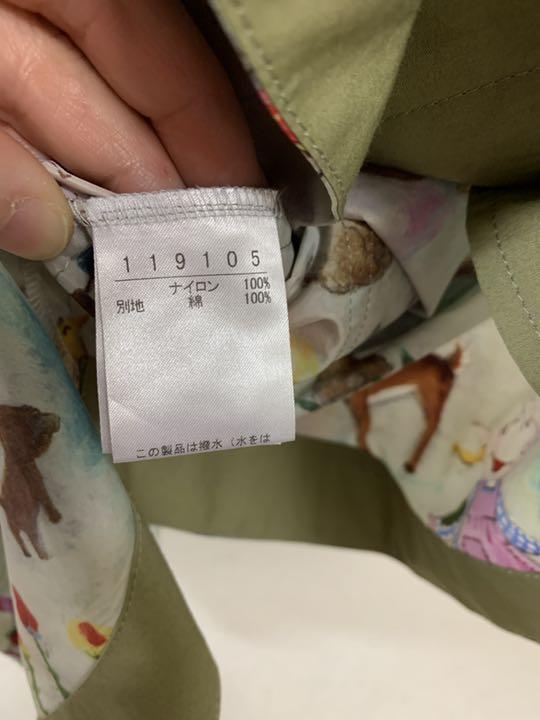 119105
ナイロン 100%
別地 綿 100%
この製品は撥水(水をは